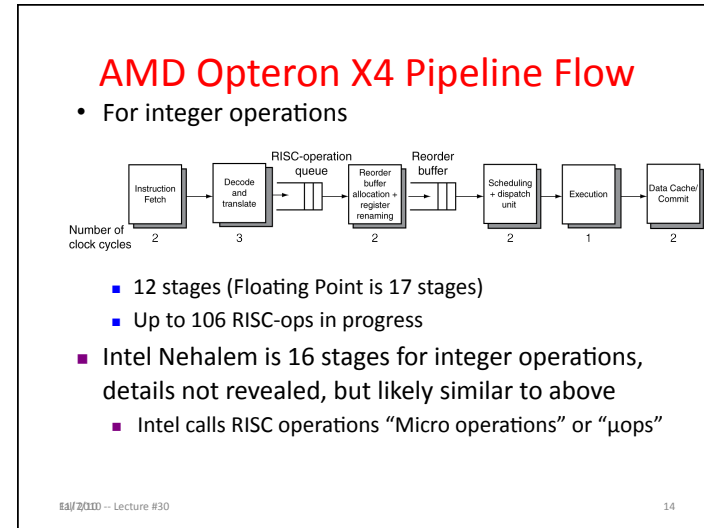 AMD Opteron X4 Pipeline Flow
• For integer operations
RISC-operation
queue
Reorder
buffer
Instruction
Fetch
Decode
and
translate
Reorder
buffer
allocation +
register
renaming
Scheduling
+ dispatch
unit
Execution
Data Cache/
Commit
Number of
clock cycles
2
3
2
2
1
2
■ 12 stages (Floating Point is 17 stages)
■ Up to 106 RISC-ops in progress
■ Intel Nehalem is 16 stages for integer operations,
details not revealed, but likely similar to above
■ Intel calls RISC operations “Micro operations” or “μops”
-- Lecture #30
14